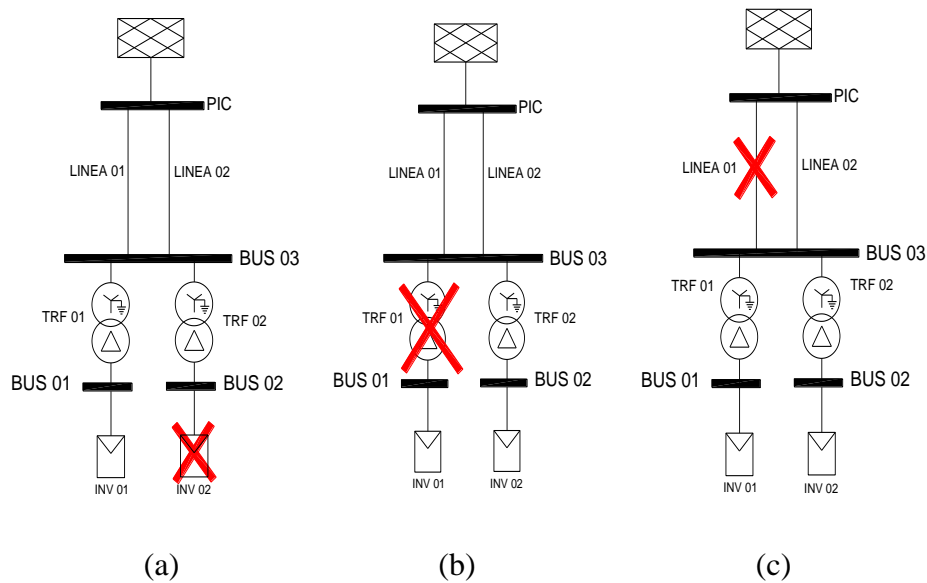 PIC
LINEA 01
LINEA 02
BUS 03
TRF 01
TRF 02
BUS 01
BUS 02
INV 01
INV 02
(a)
PIC
LINEA 01
LINEA 02
BUS 03
TRF 01
TRF 02
BUS 01
BUS 02
INV 01
INV 02
(b)
PIC
LINEA 01
LINEA 02
BUS 03
TRF 01
TRF 02
BUS 01
BUS 02
INV 01
INV 02
(c)